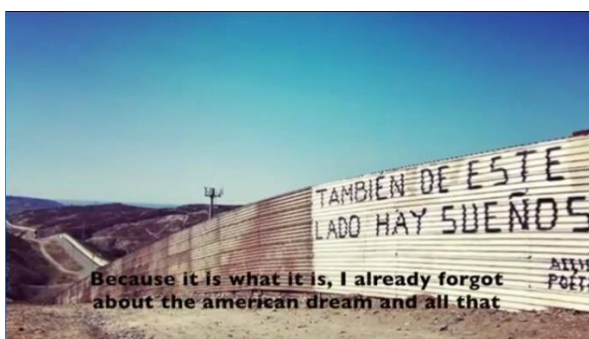 TAMBIÉN DE ESTE
LADO HAY SUEÑOS
Because it is what it is, I already forgot
about the american dream and all that